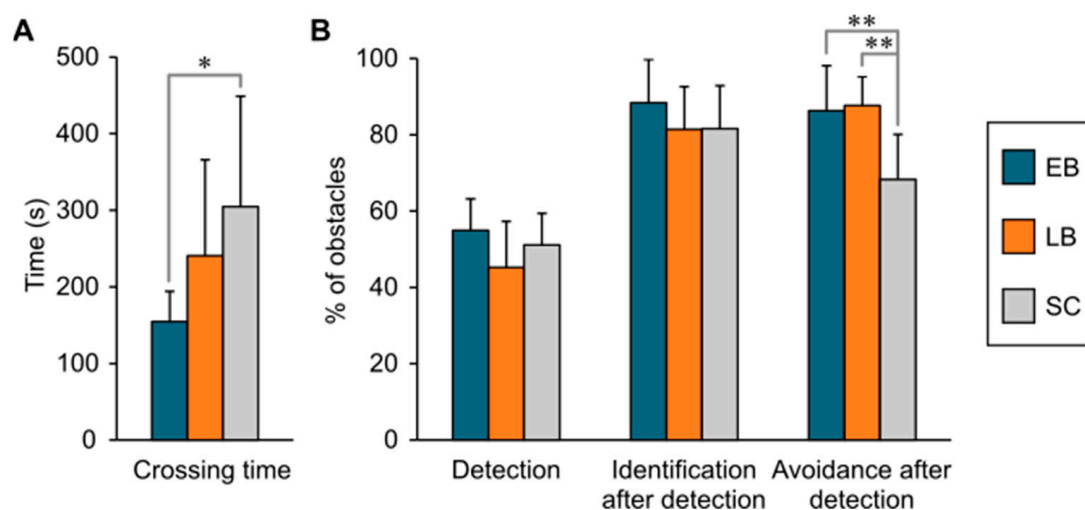 A
B
Time (s)
500
400
300
200
100
0
*
Crossing time
% of obstacles
100
80
60
40
20
0
**
**
Detection
Identification
after detection
Avoidance after
detection
EB
LB
SC